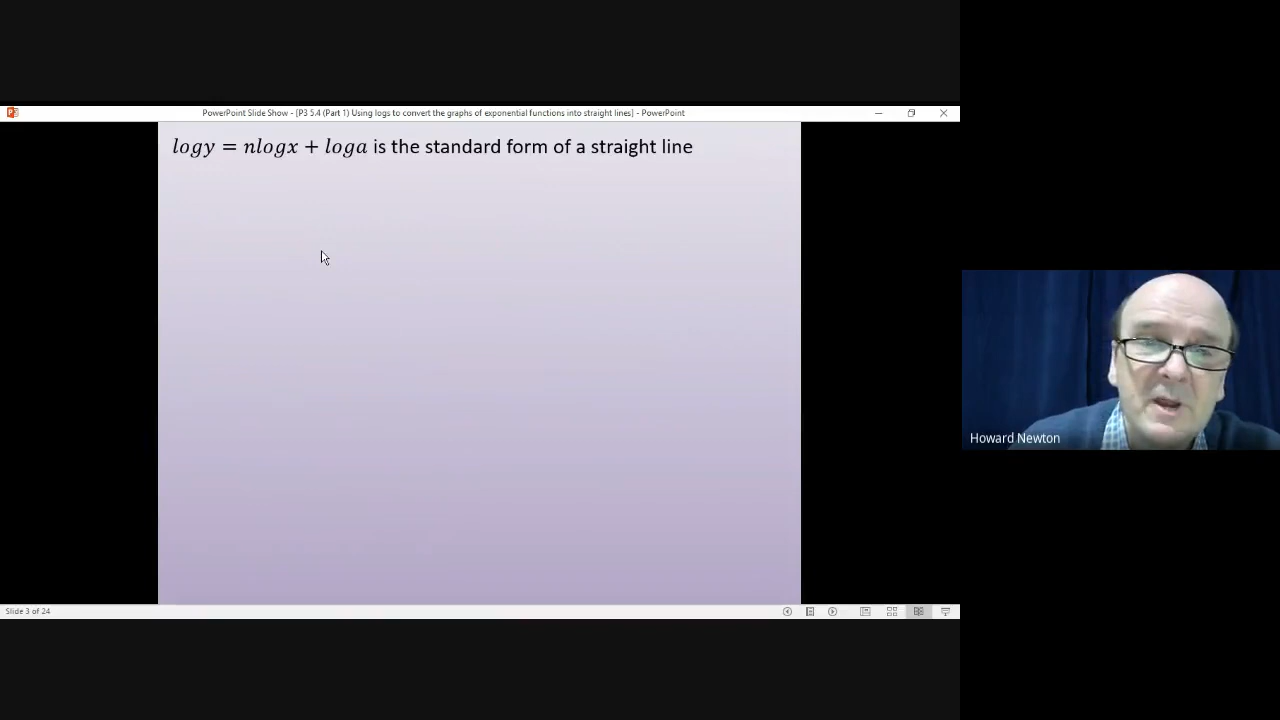 PowerPoint Slide Show - [P3 5.4 (Part 1) Using logs to convert the graphs of exponential functions into straight lines] - PowerPoint
logy = nlogx + loga is the standard form of a straight line
Howard Newton
Slide 3 of 24